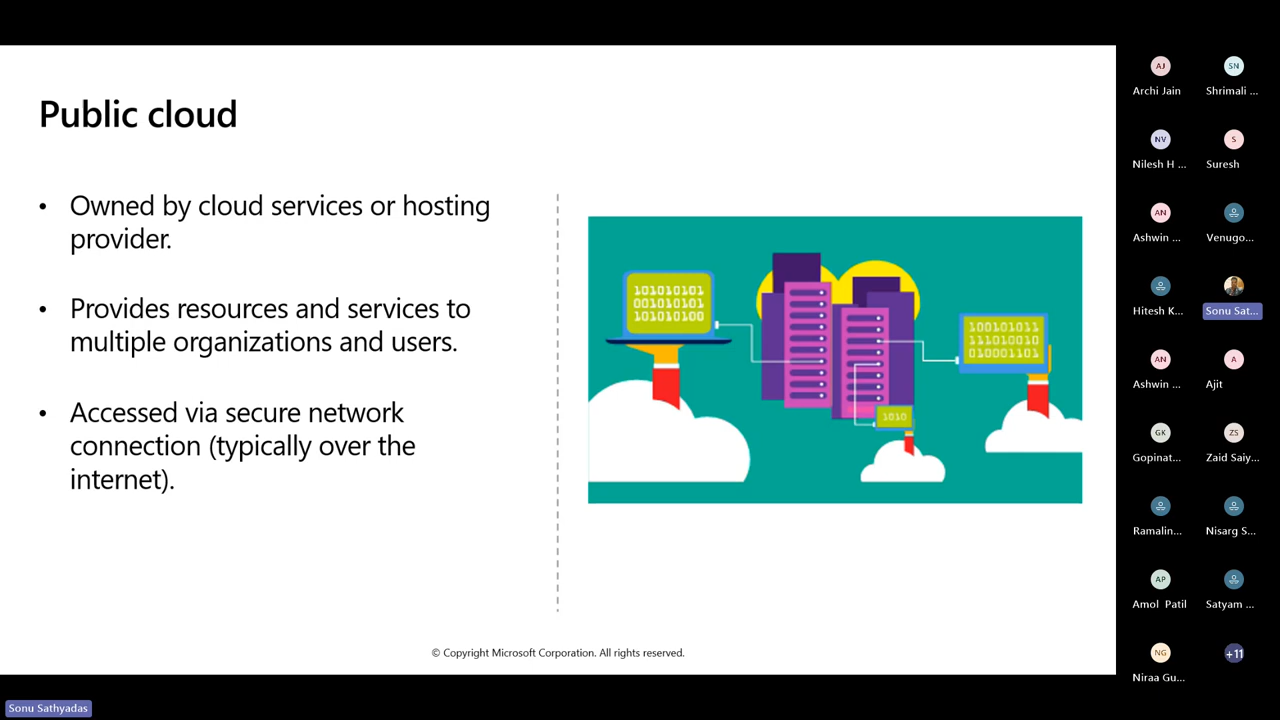 Public cloud
• Owned by cloud services or hosting
provider.
• Provides resources and services to
multiple organizations and users.
• Accessed via secure network
connection (typically over the
internet).
101010101
001010101
101010100
100101011
111010010
010001101
1010
© Copyright Microsoft Corporation. All rights reserved.
Sonu Sathyadas
AJ
Archi Jain
SN
Shrimali ...
NV
Nilesh H ...
S
Suresh
AN
Ashwin ...
Venugo...
Hitesh K...
Sonu Sat...
AN
Ashwin ...
A
Ajit
GK
Gopinat...
ZS
Zaid Saiy...
Ramalin...
Nisarg S...
AP
Amol Patil
Satyam ...
NG
Niraa Gu...
+11